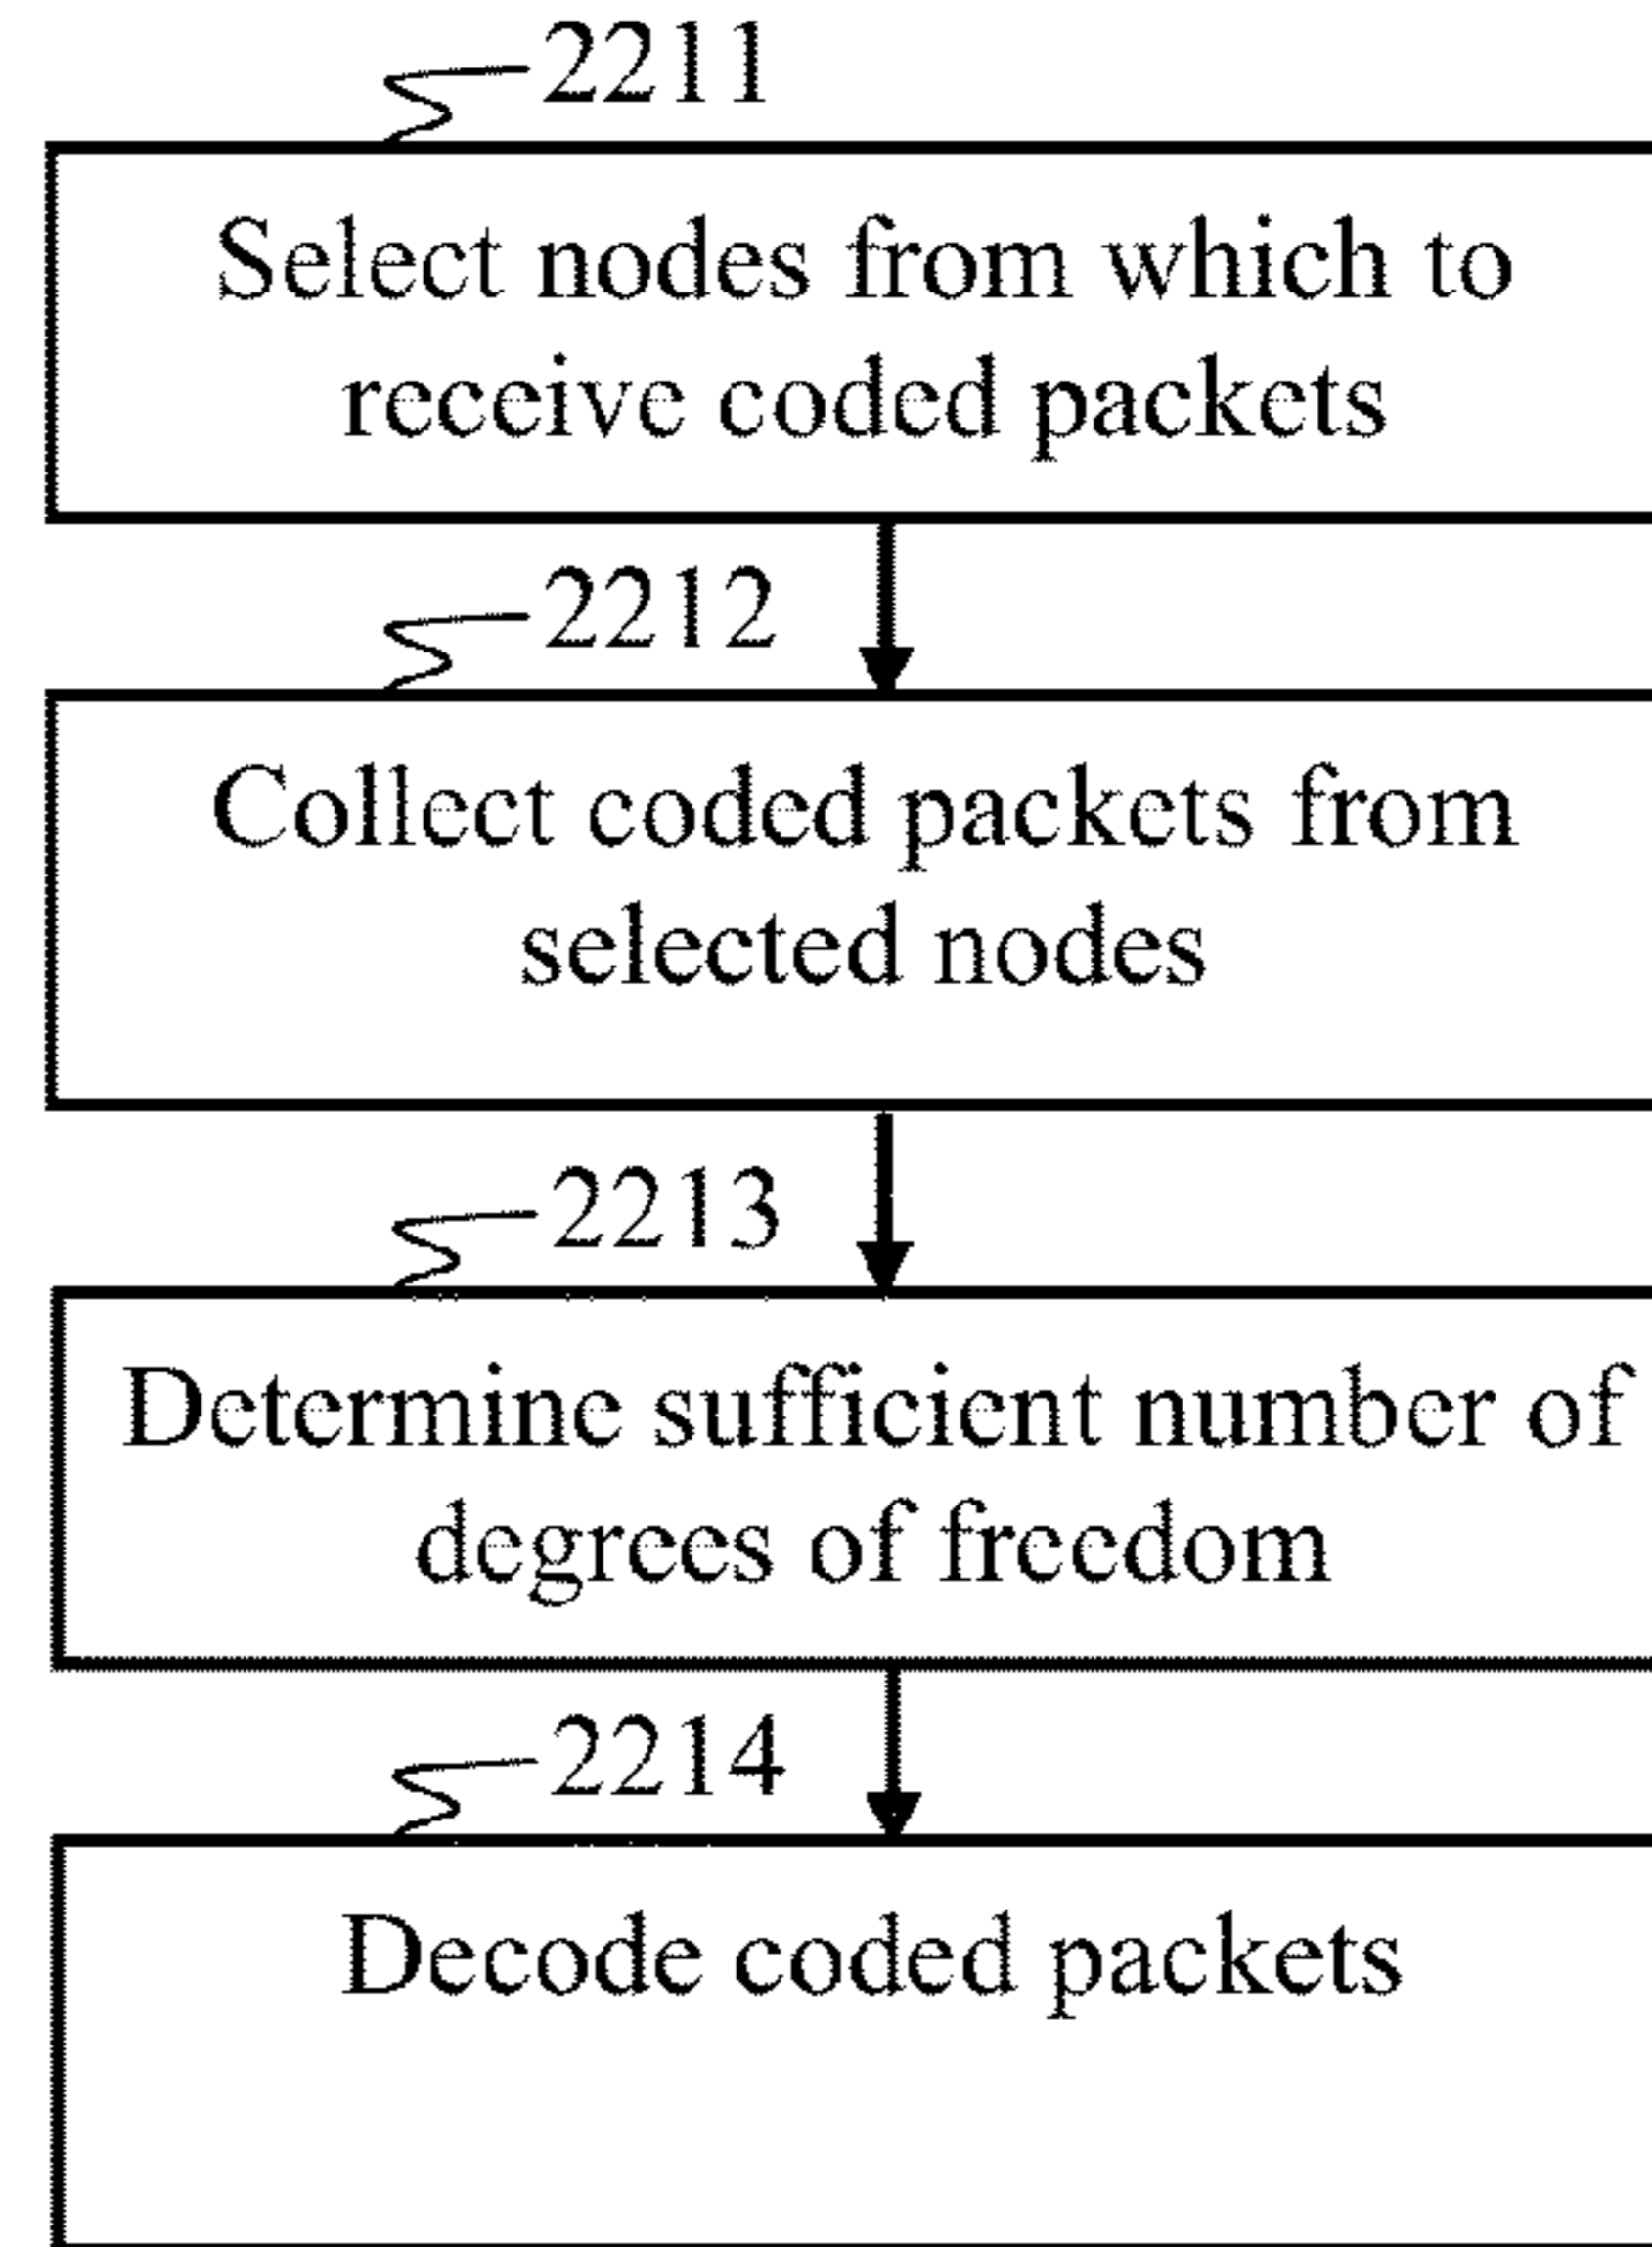 2211
Select nodes from which to
receive coded packets
2212
Collect coded packets from
selected nodes
2213
Determine sufficient number of
degrees of freedom
2214
Decode coded packets